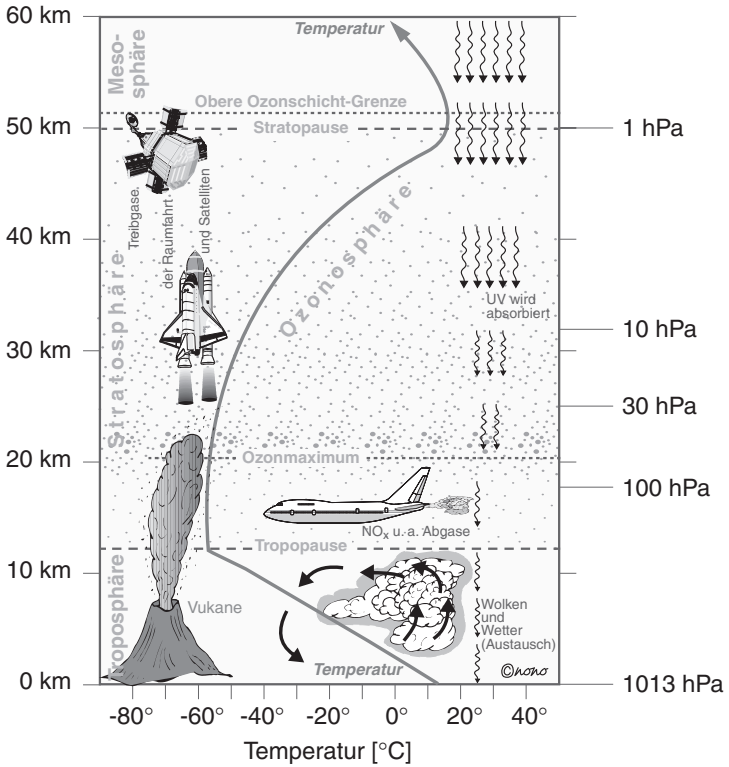 60 km
50 km
40 km
30 km
20 km
10 km
0 km
Meso-
sphäre
Stratosphäre
Troposphäre
Temperatur
Obere Ozonschicht-Grenze
Stratopause
Treibgase.
der Raumfahrt
und Satelliten
Ozonosphäre
UV wird
absorbiert
Ozonmaximum
NOx u. a. Abgase
Tropopause
Vukane
Wolken
und
Wetter
(Austausch)
Temperatur
©nono
1 hPa
10 hPa
30 hPa
100 hPa
1013 hPa
-80° -60° -40° -20° 0° 20° 40°
Temperatur [°C]